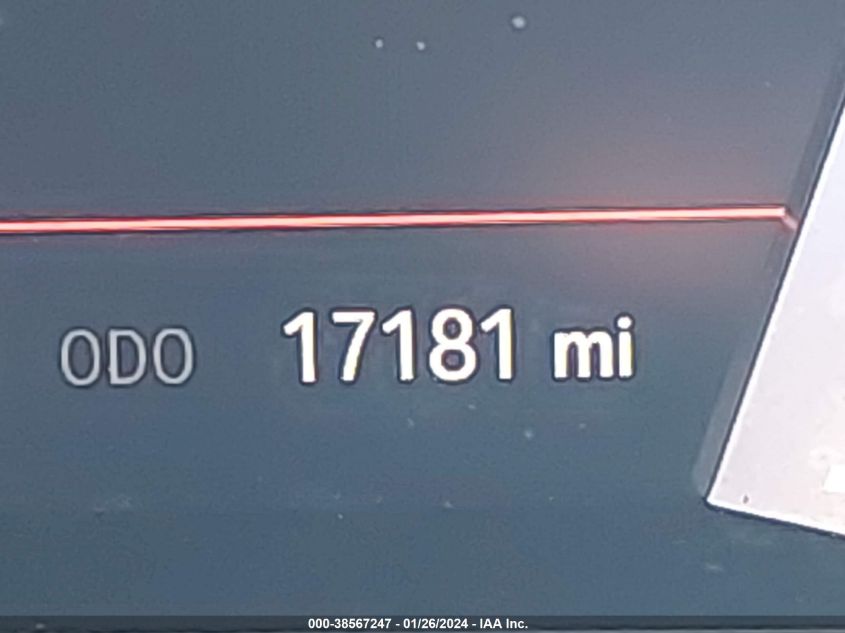 ODO 17181 mi
000-38567247 - 01/26/2024 - IAA Inc.